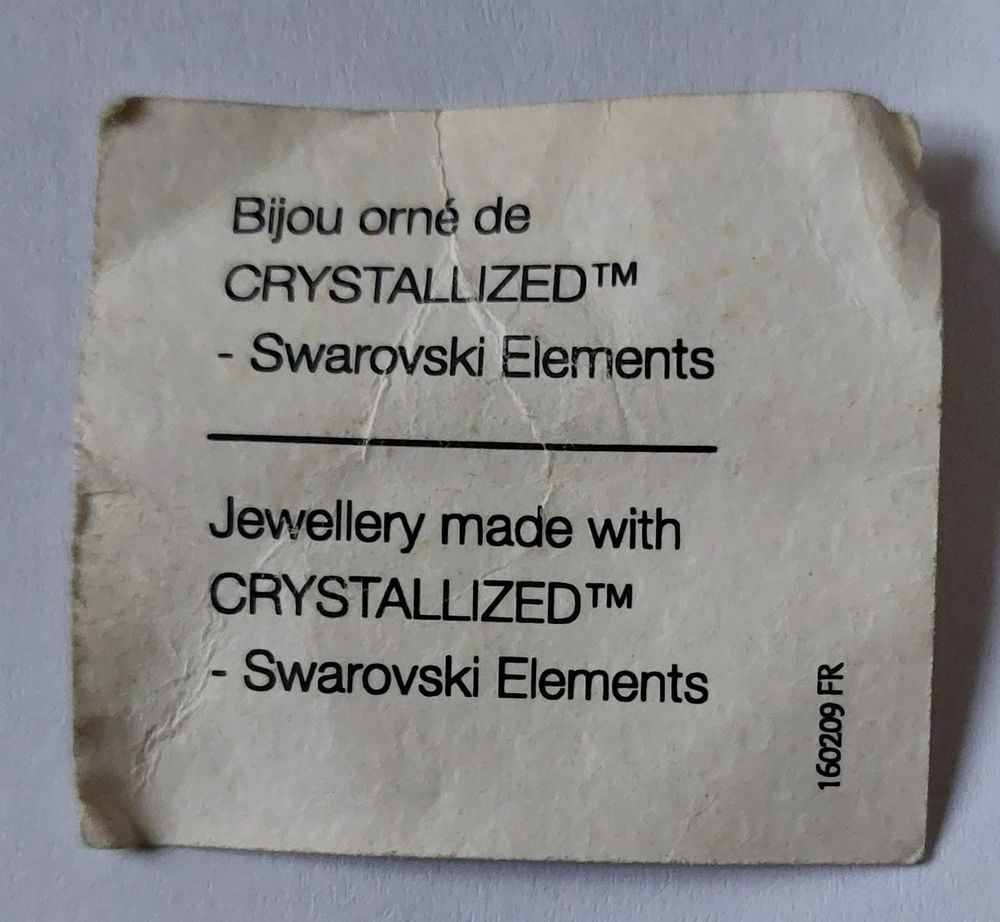 Bijou orné de
CRYSTALLIZED™
- Swarovski Elements
Jewellery made with
CRYSTALLIZED™
- Swarovski Elements
160209 FR